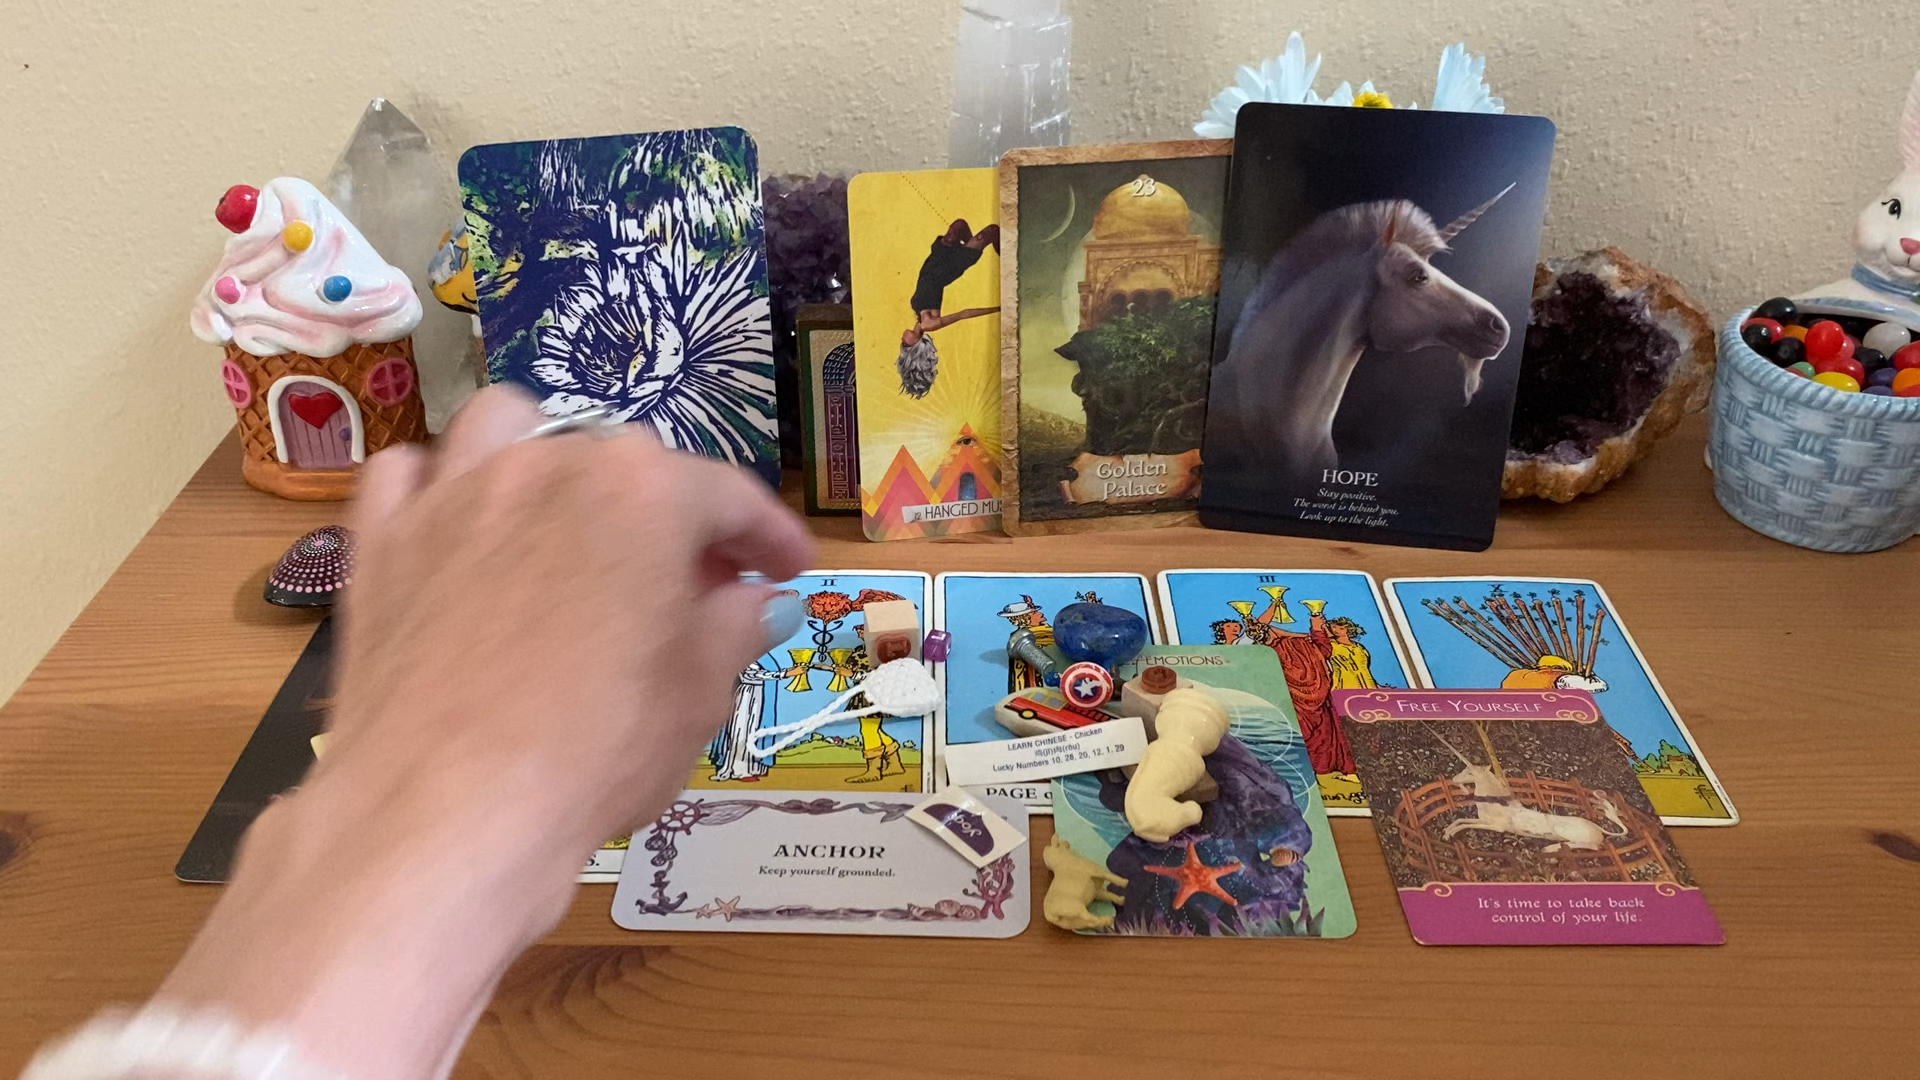 23
Golden
Palace
HOPE
Stay positive.
The worst is behind you.
Look up to the light.
HANGED
II
III
X
EMOTIONS
FREE YOURSELF
LEARN CHINESE - Chicken
Lucky Numbers 10, 28, 20, 12, 1, 29
PAGE
yogi
ANCHOR
Keep yourself grounded.
It's time to take back
control of your life.